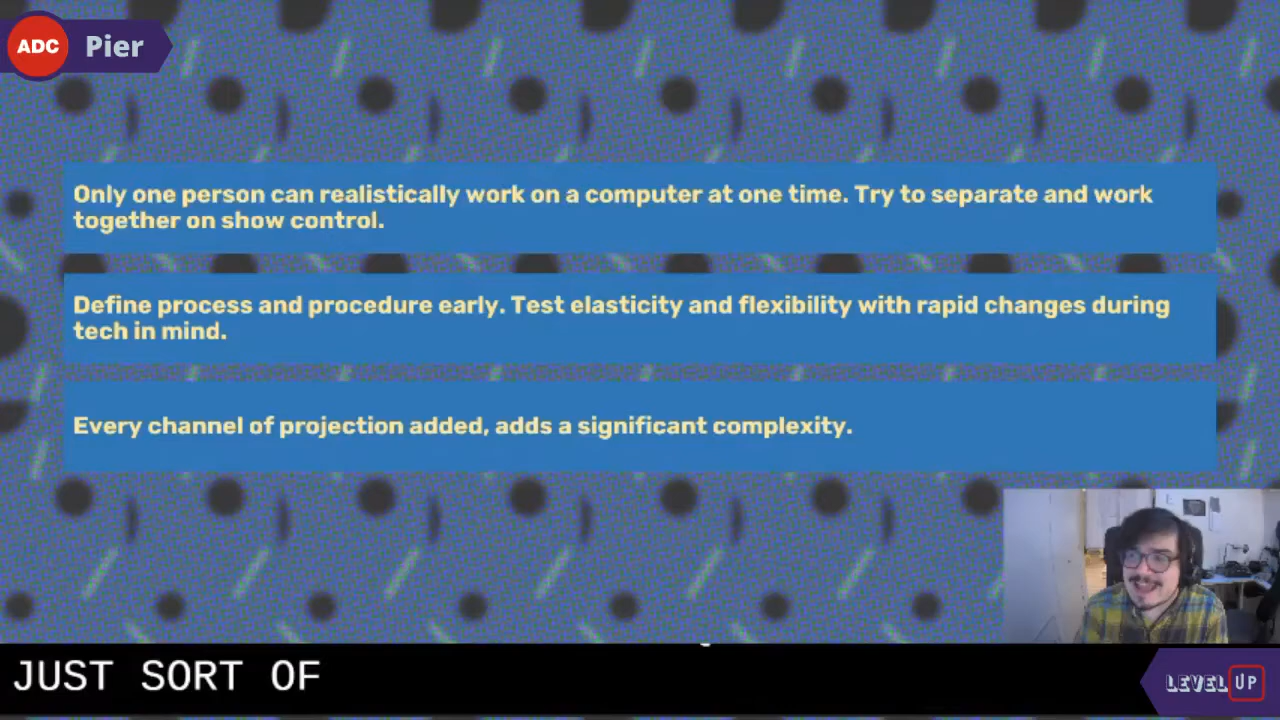 ADC
Pier
Only one person can realistically work on a computer at one time. Try to separate and work
together on show control.
Define process and procedure early. Test elasticity and flexibility with rapid changes during
tech in mind.
Every channel of projection added, adds a significant complexity.
JUST SORT OF
LEVEL UP